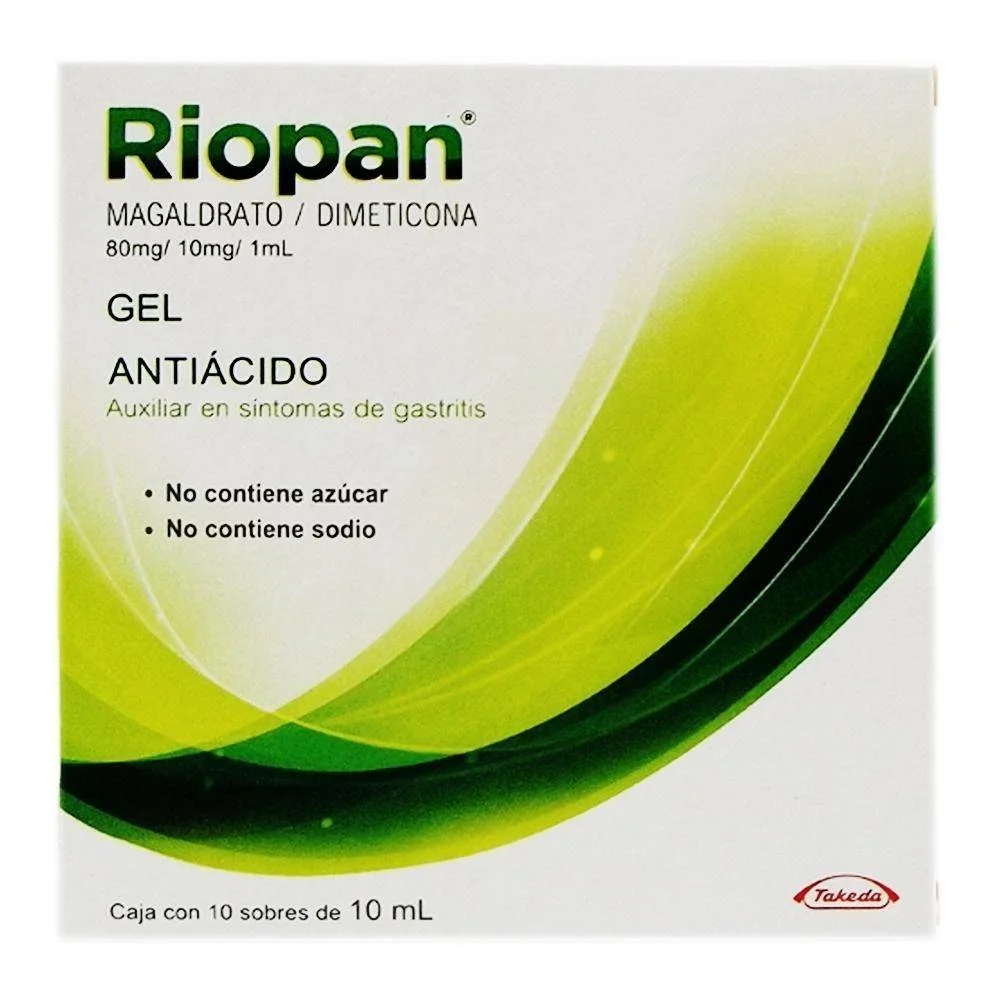 Riopan®
MAGALDRATO / DIMETICONA
80mg/ 10mg/ 1mL
GEL
ANTIÁCIDO
Auxiliar en síntomas de gastritis
• No contiene azúcar
• No contiene sodio
Caja con 10 sobres de 10 mL
Takeda